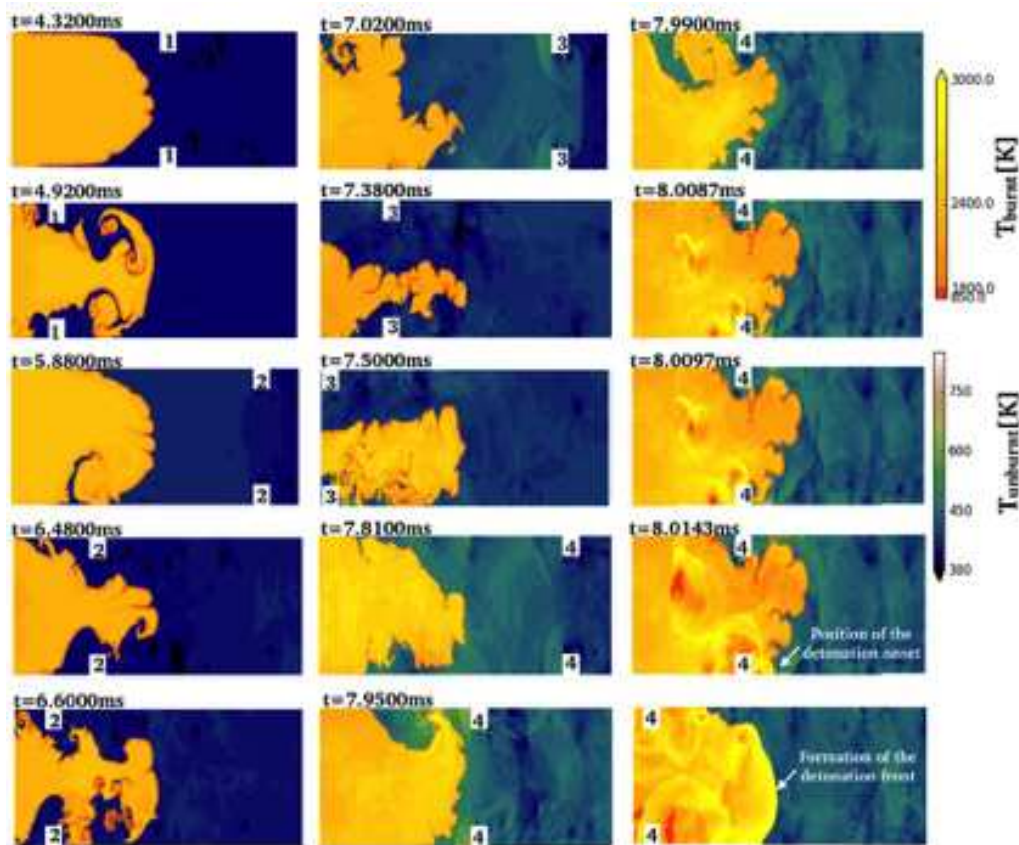 t=4.3200ms
1
1
t=4.9200ms
1
1
t=5.8800ms
2
2
t=6.4800ms
2
2
t=6.6000ms
2
2
t=7.0200ms
3
3
t=7.3800ms
3
3
t=7.5000ms
3
3
t=7.8100ms
4
4
t=7.9500ms
4
4
t=7.9900ms
4
4
t=8.0087ms
4
4
t=8.0097ms
4
4
t=8.0143ms
4
Position of the
detonation onset
4
4
Formation of the
detonation front
4
3000.0
2400.0
1800.0
Tburnt[K]
750
600
450
Tunburnt[K]